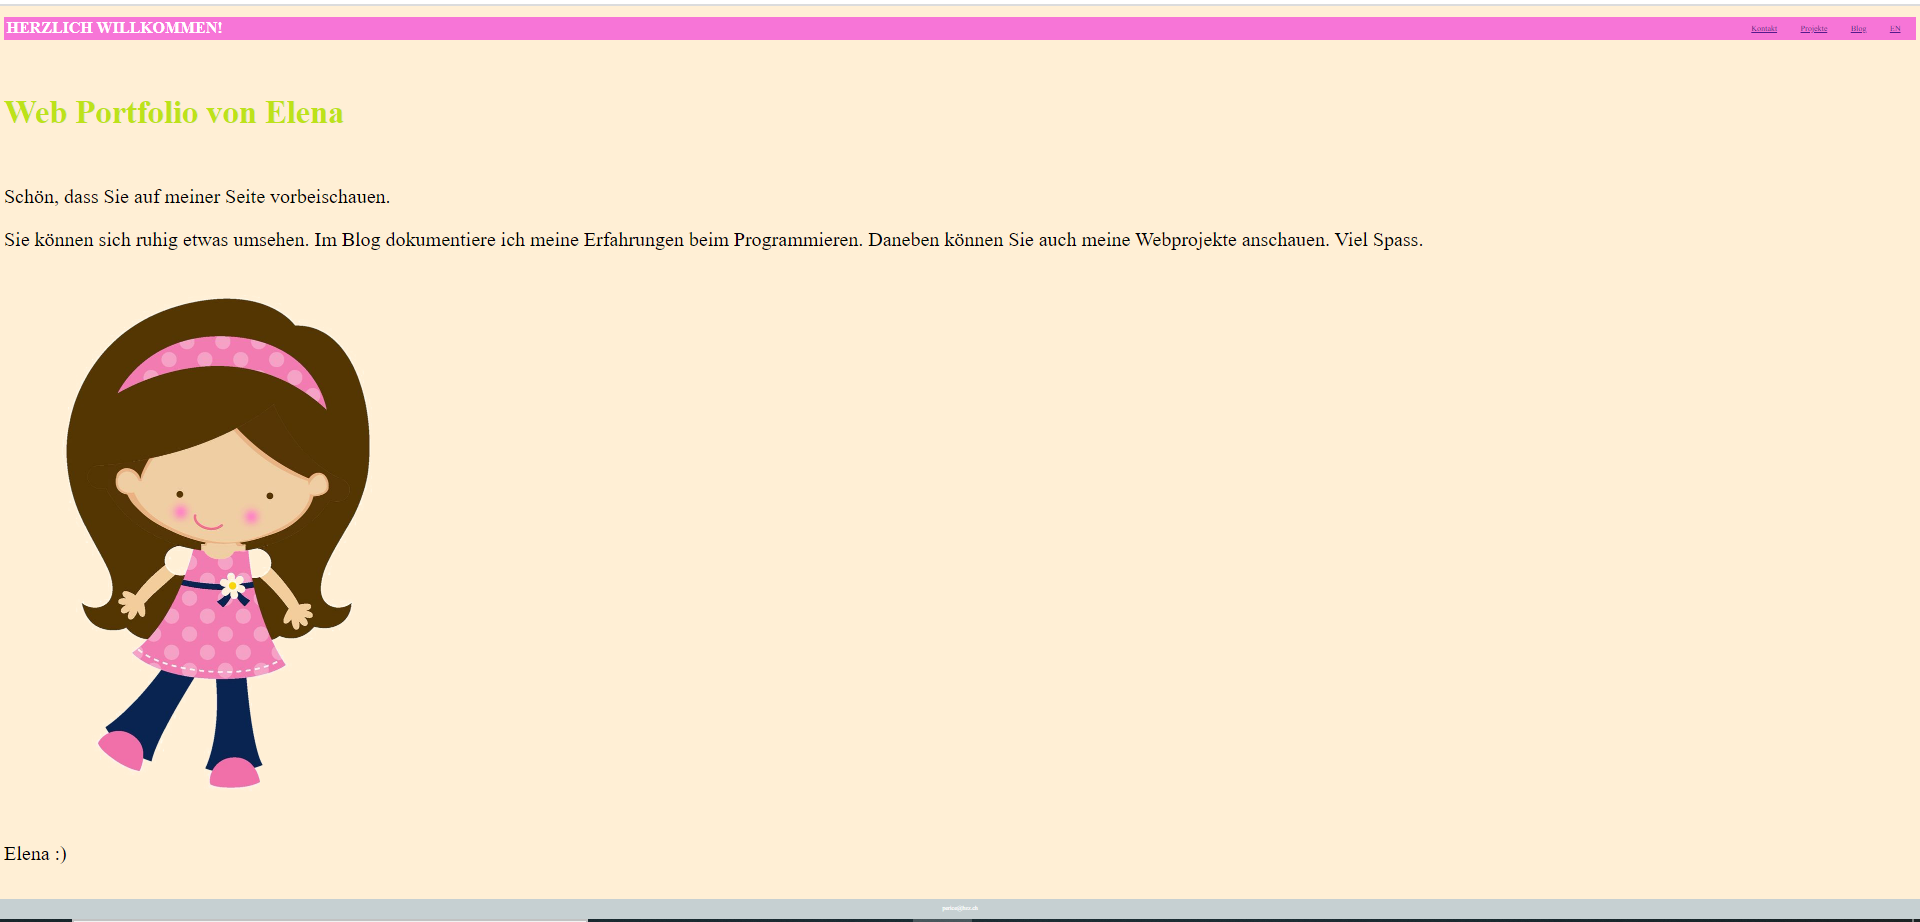 HERZLICH WILLKOMMEN!
Kontakt Projekte Blog EN
Web Portfolio von Elena
Schön, dass Sie auf meiner Seite vorbeischauen.
Sie können sich ruhig etwas umsehen. Im Blog dokumentiere ich meine Erfahrungen beim Programmieren. Daneben können Sie auch meine Webprojekte anschauen. Viel Spass.
Elena :)